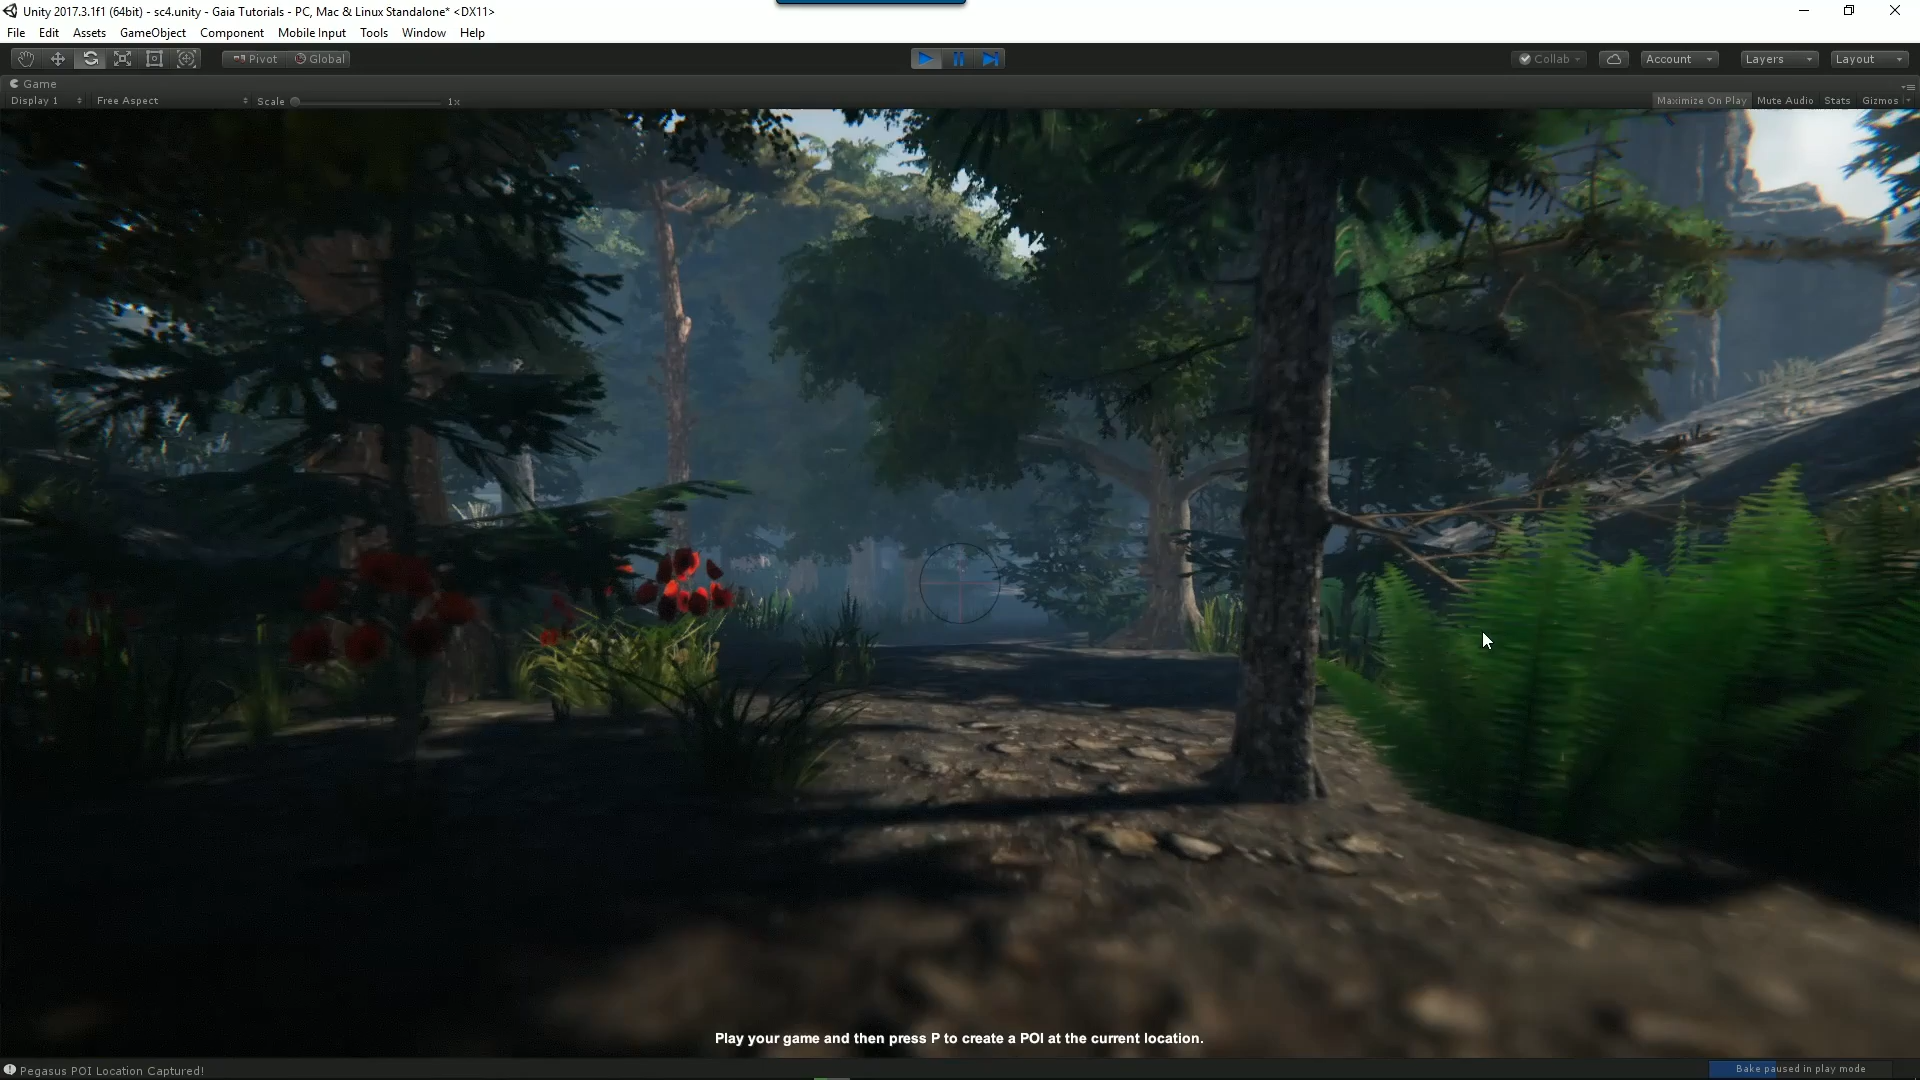 Unity 2017.3.1f1 (64bit) - sc4.unity - Gaia Tutorials - PC, Mac & Linux Standalone* <DX11>
File Edit Assets GameObject Component Mobile Input Tools Window Help
Pivot Global Collab Account Layers Layout
Game
Display 1 Free Aspect Scale 1x Maximize On Play Mute Audio Stats Gizmos
Play your game and then press P to create a POI at the current location.
Pegasus POI Location Captured! Bake paused in play mode